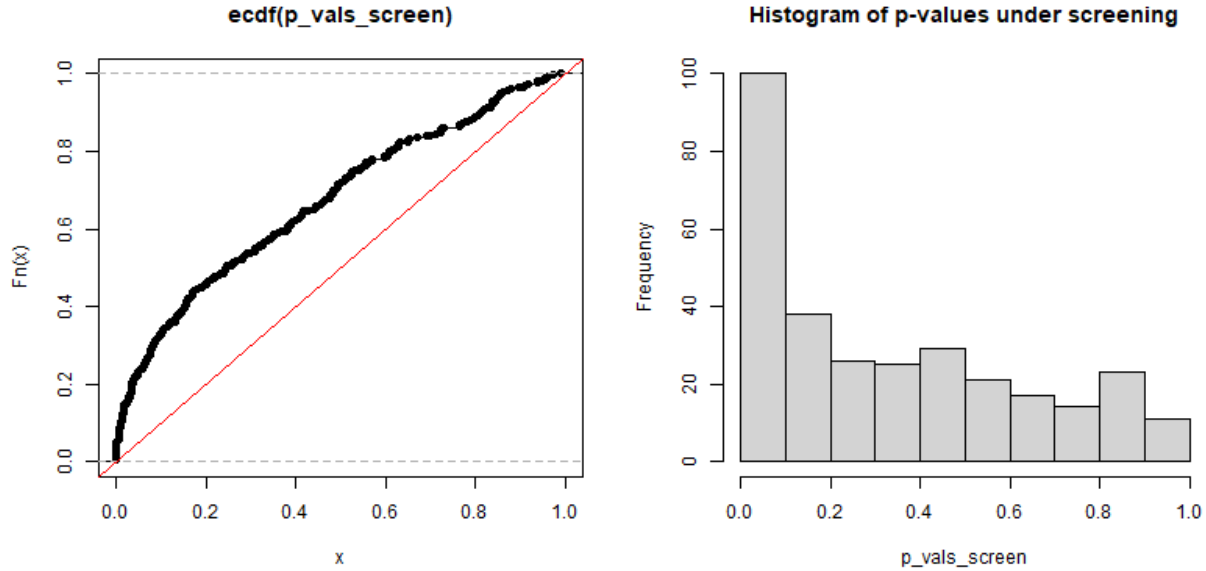 ecdf(p_vals_screen)
Fn(x)
1.0
0.8
0.6
0.4
0.2
0.0
0.0 0.2 0.4 0.6 0.8 1.0
x
Histogram of p-values under screening
Frequency
100
80
60
40
20
0
0.0 0.2 0.4 0.6 0.8 1.0
p_vals_screen